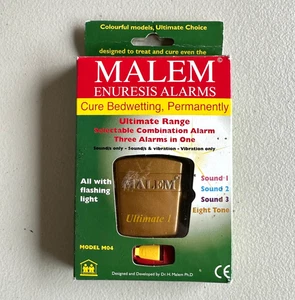 Colourful models, Ultimate Choice
designed to treat and cure even the
MALEM©
ENURESIS ALARMS
Cure Bedwetting, Permanently
Ultimate Range
Selectable Combination Alarm
Three Alarms in One
Sounds only - Sounds & vibration - Vibration only
All with
flashing
light
Sound 1
Sound 2
Sound 3
Eight Tone
MALEM
Ultimate 1
MODEL M04
Designed and Developed by Dr. H. Malem Ph.D
CE